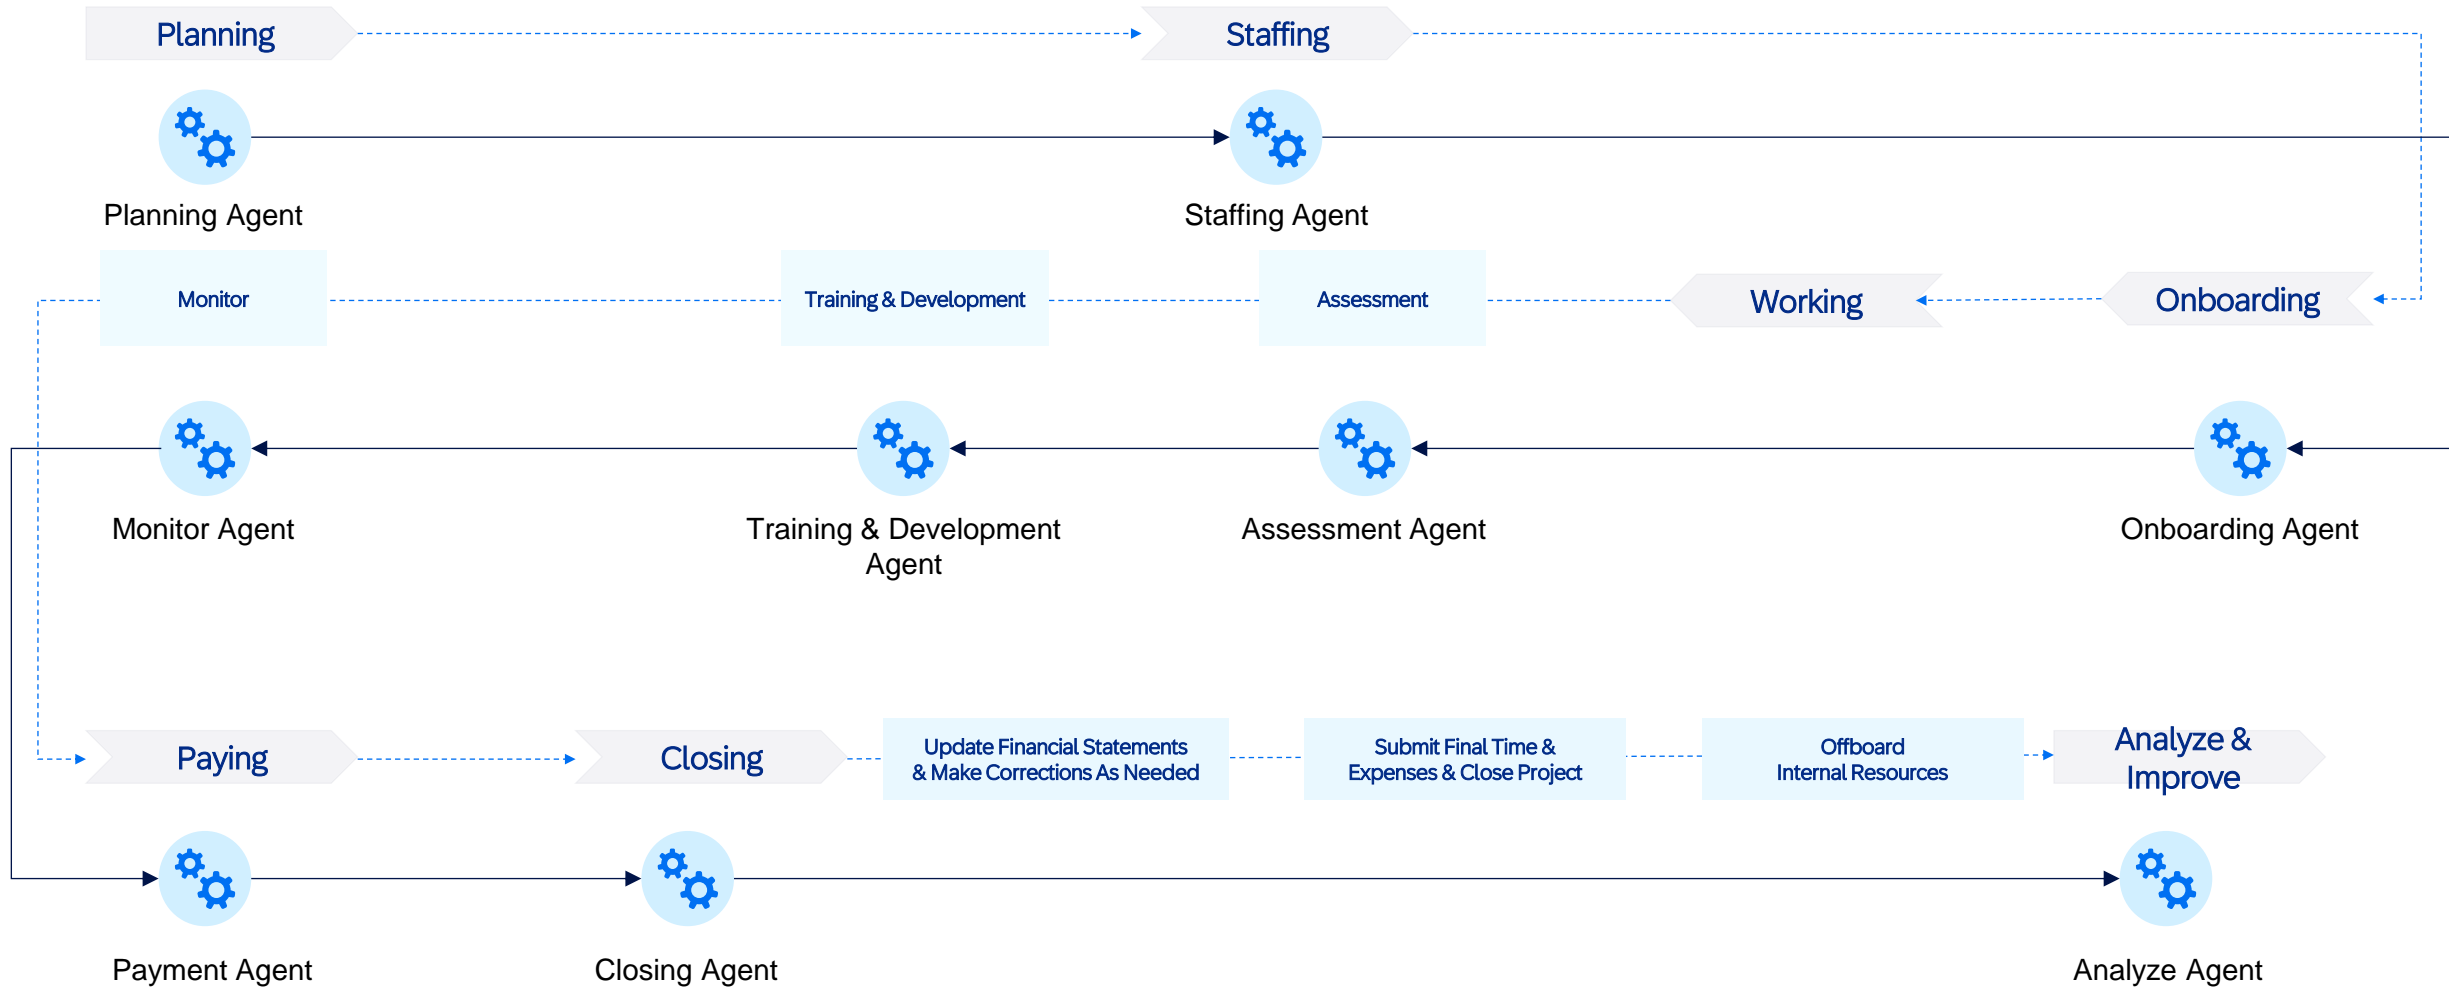 Planning
Staffing
Planning Agent
Staffing Agent
Monitor
Training & Development
Assessment
Working
Onboarding
Monitor Agent
Training & Development
Agent
Assessment Agent
Onboarding Agent
Paying
Closing
Update Financial Statements
& Make Corrections As Needed
Submit Final Time &
Expenses & Close Project
Offboard
Internal Resources
Analyze &
Improve
Payment Agent
Closing Agent
Analyze Agent